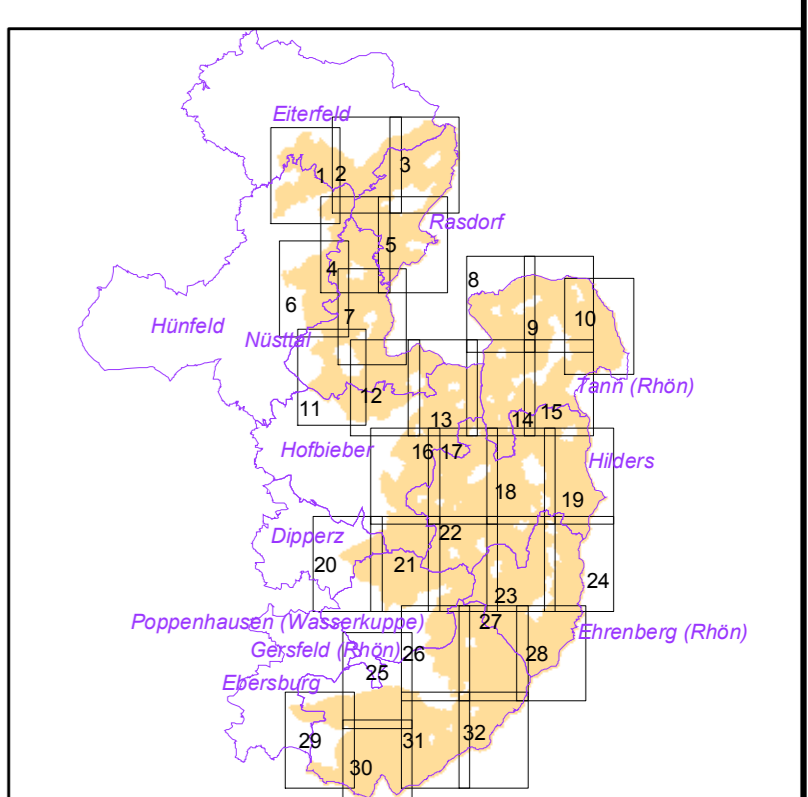 Eiterfeld
1
2
3
Rasdorf
5
4
8
6
7
9
10
Hünfeld
Nüsttal
Tann (Rhön)
11
12
13
14
15
Hofbieber
16
17
Hilders
18
19
Dipperz
22
20
21
24
23
Poppenhausen (Wasserkuppe)
27
Ehrenberg (Rhön)
Gersfeld (Rhön)
26
28
25
Ebersburg
29
31
32
30